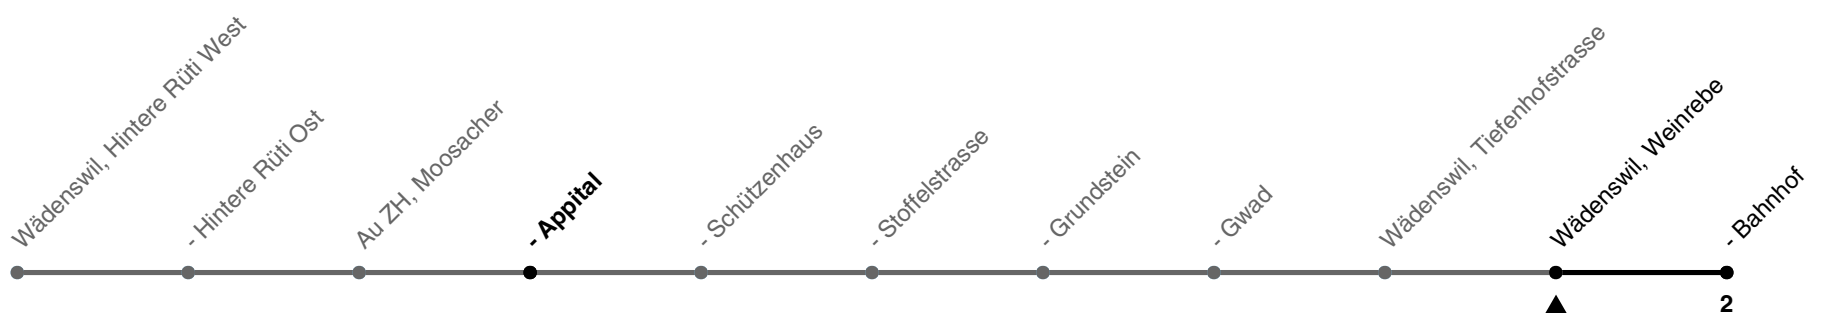 Wädenswil, Hintere Rüti West
- Hintere Rüti Ost
Au ZH, Moosacher
- Appital
- Schützenhaus
- Stoffelstrasse
- Grundstein
- Gwad
Wädenswil, Tiefenhofstrasse
Wädenswil, Weinrebe
- Bahnhof
2